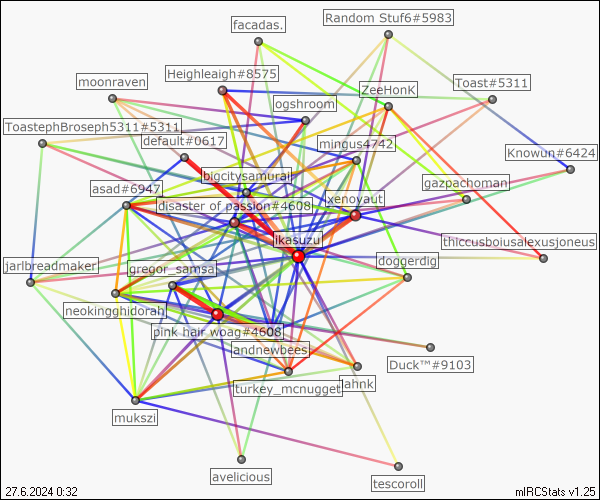 facadas.
Random Stuf6#5983
Heighleaigh#8575
moonraven
ogshroom
ZeeHonK
Toast#5311
ToastephBroseph5311#5311
default#0617
mingus4742
Knowun#6424
bigcitysamurai
asad#6947
gazpachoman
xenovaut
disaster of passion#4608
ikasuzu
thiccusboiusalexusjoneus
jarlbreadmaker
gregor_samsa
doggerdig
neokingghidorah
pink hair woag#4608
andnewbees
Duck™#9103
turkey_mcnugget
mukszi
avelicious
tescoroll
27.6.2024 0:32
mIRCStats v1.25